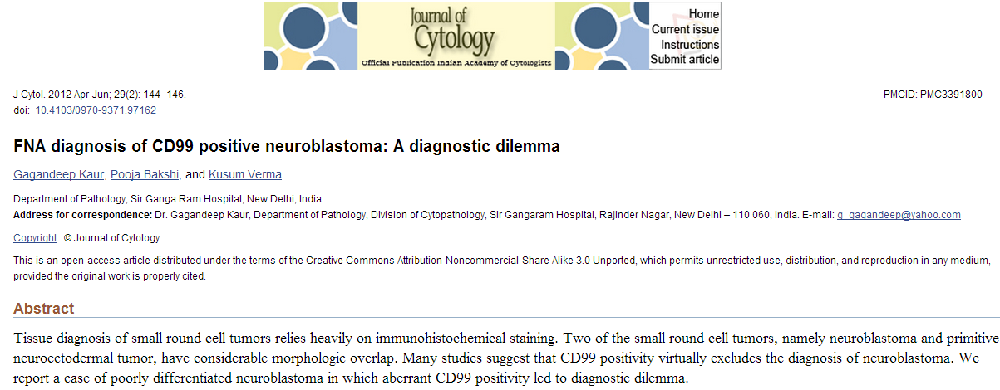 Journal of
Cytology
Official Publication Indian Academy of Cytologists
Home
Current issue
Instructions
Submit article
J Cytol. 2012 Apr-Jun; 29(2): 144–146.
PMCID: PMC3391800
doi: 10.4103/0970-9371.97162
FNA diagnosis of CD99 positive neuroblastoma: A diagnostic dilemma
Gagandeep Kaur, Pooja Bakshi, and Kusum Verma
Department of Pathology, Sir Ganga Ram Hospital, New Delhi, India
Address for correspondence: Dr. Gagandeep Kaur, Department of Pathology, Division of Cytopathology, Sir Gangaram Hospital, Rajinder Nagar, New Delhi – 110 060, India. E-mail: g_gagandeep@yahoo.com
Copyright : © Journal of Cytology
This is an open-access article distributed under the terms of the Creative Commons Attribution-Noncommercial-Share Alike 3.0 Unported, which permits unrestricted use, distribution, and reproduction in any medium,
provided the original work is properly cited.
Abstract
Tissue diagnosis of small round cell tumors relies heavily on immunohistochemical staining. Two of the small round cell tumors, namely neuroblastoma and primitive
neuroectodermal tumor, have considerable morphologic overlap. Many studies suggest that CD99 positivity virtually excludes the diagnosis of neuroblastoma. We
report a case of poorly differentiated neuroblastoma in which aberrant CD99 positivity led to diagnostic dilemma.